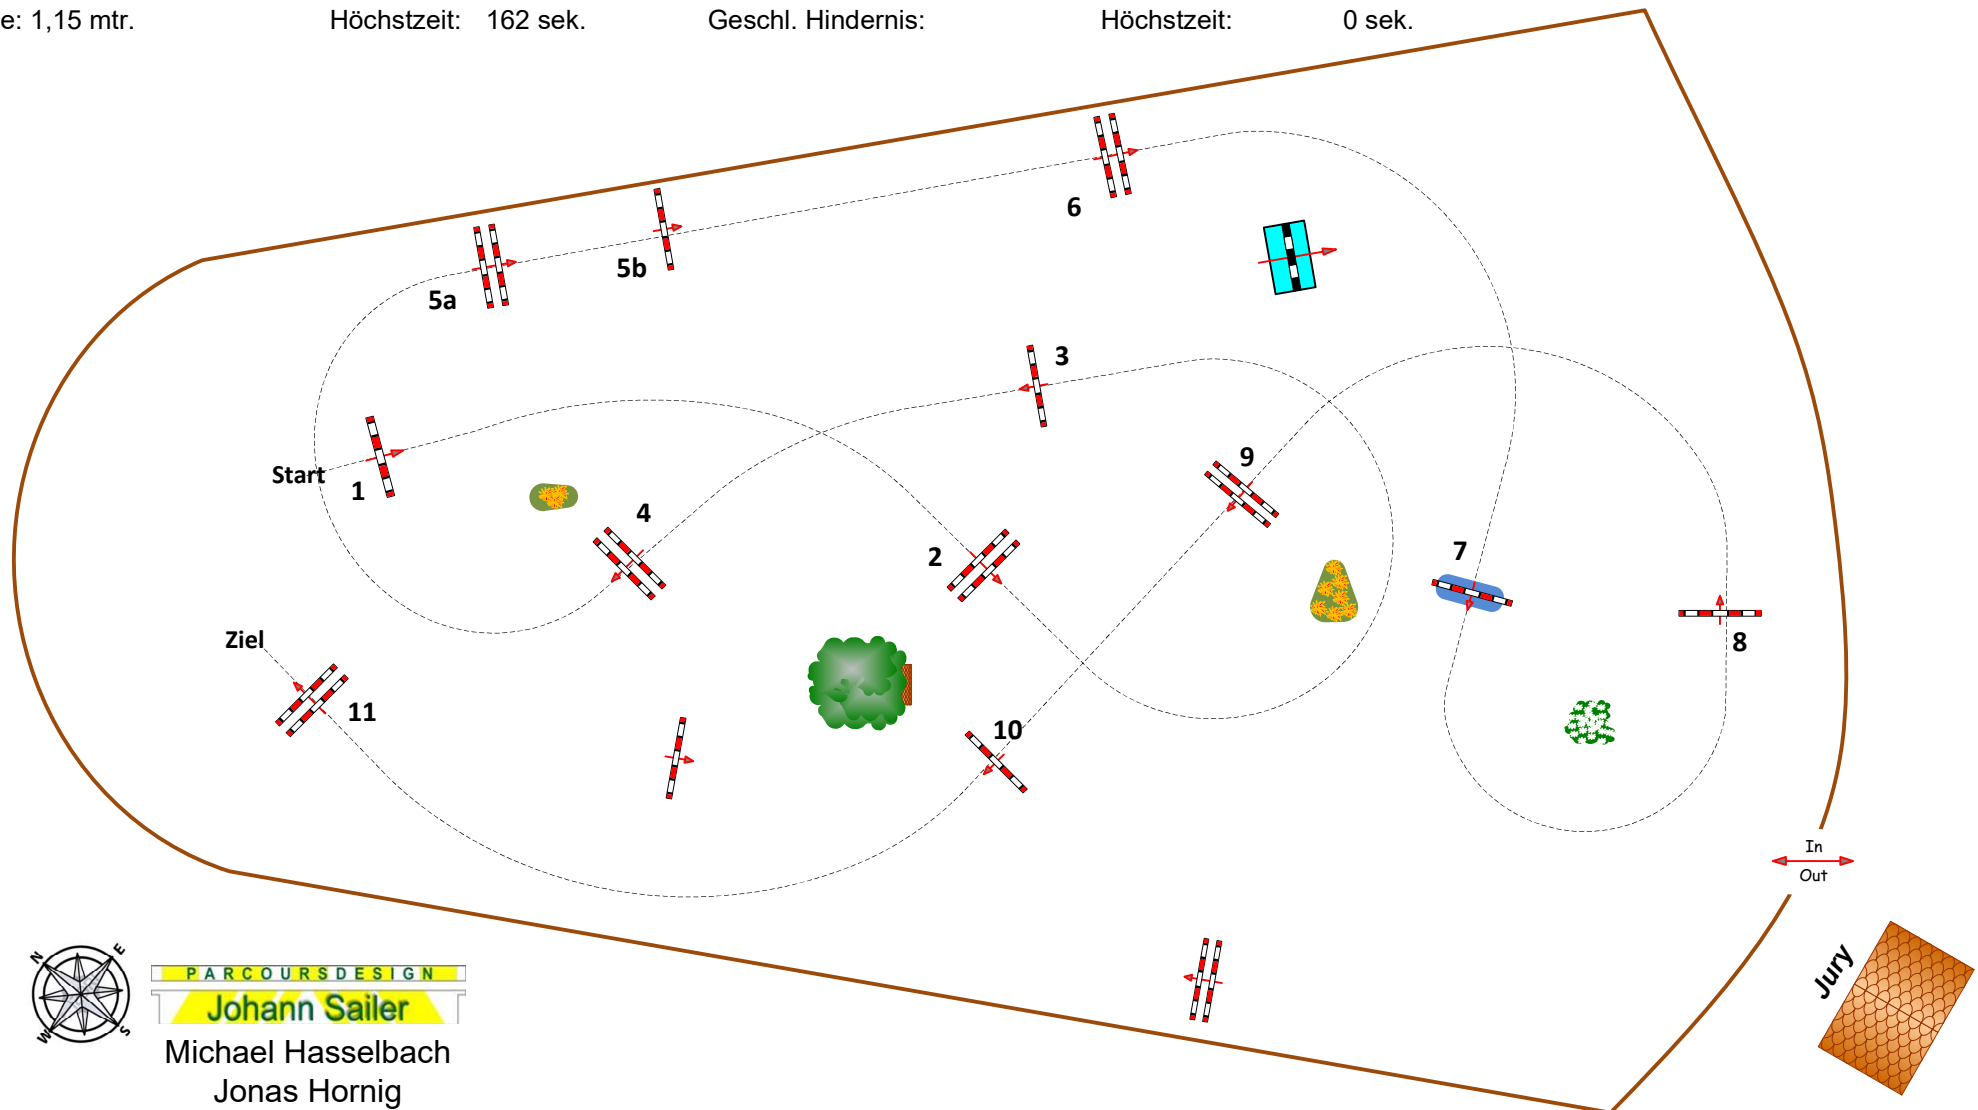 e: 1,15 mtr. Höchstzeit: 162 sek. Geschl. Hindernis: Höchstzeit: 0 sek.
6
5b
5a
3
9
Start
1
4
2
7
Ziel
8
11
10
In
Out
Jury
N
E
W
S
PARCOURSDESIGN
Johann Sailer
Michael Hasselbach
Jonas Hornig